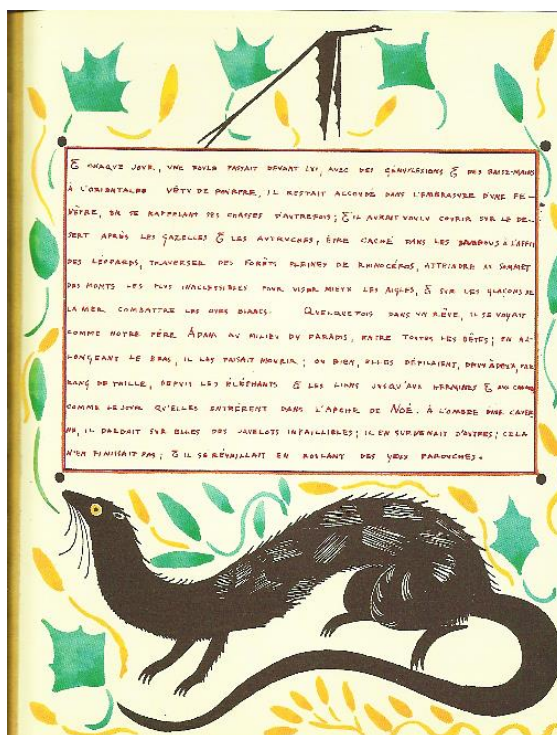 & CHAQUE JOUR, UNE FOULE PASSAIT DEVANT LUI, AVEC DES GÉNUFLEXIONS & DES BAISE-MAINS
À L'ORIENTALE. VÊTU DE POURPRE, IL RESTAIT ACCOUDÉ DANS L'EMBRASURE D'UNE FE-
NÊTRE, EN SE RAPPELANT SES CHASSES D'AUTREFOIS; & IL AURAIT VOULU COURIR SUR LE DÉ-
SERT APRÈS LES GAZELLES & LES AUTRUCHES, ÊTRE CACHÉ DANS LES BAMBOUS À L'AFFÛT
DES LÉOPARDS, TRAVERSER DES FORÊTS PLEINES DE RHINOCÉROS, ATTEINDRE AU SOMMET
DES MONTS LES PLUS INACCESSIBLES POUR VISER MIEUX LES AIGLES, & SUR LES GLAÇONS DE
LA MER COMBATTRE LES OURS BLANCS. QUELQUEFOIS DANS UN RÊVE, IL SE VOYAIT
COMME NOTRE PÈRE ADAM AU MILIEU DU PARADIS, ENTRE TOUTES LES BÊTES; EN AL-
LONGEANT LE BRAS, IL LES FAISAIT MOURIR; OU BIEN, ELLES DÉFILAIENT, DEUX À DEUX, PAR
RANG DE TAILLE, DEPUIS LES ÉLÉPHANTS & LES LIONS JUSQU'AUX HERMINES & AUX CANARDS
COMME LE JOUR QU'ELLES ENTRÈRENT DANS L'ARCHE DE NOÉ. À L'OMBRE D'UNE CAVER
NE, IL DARDAIT SUR ELLES DES JAVELOTS INFAILLIBLES; IL EN SURVENAIT D'AUTRES; CELA
N'EN FINISSAIT PAS; & IL SE RÉVEILLAIT EN ROULANT DES YEUX FAROUCHES.